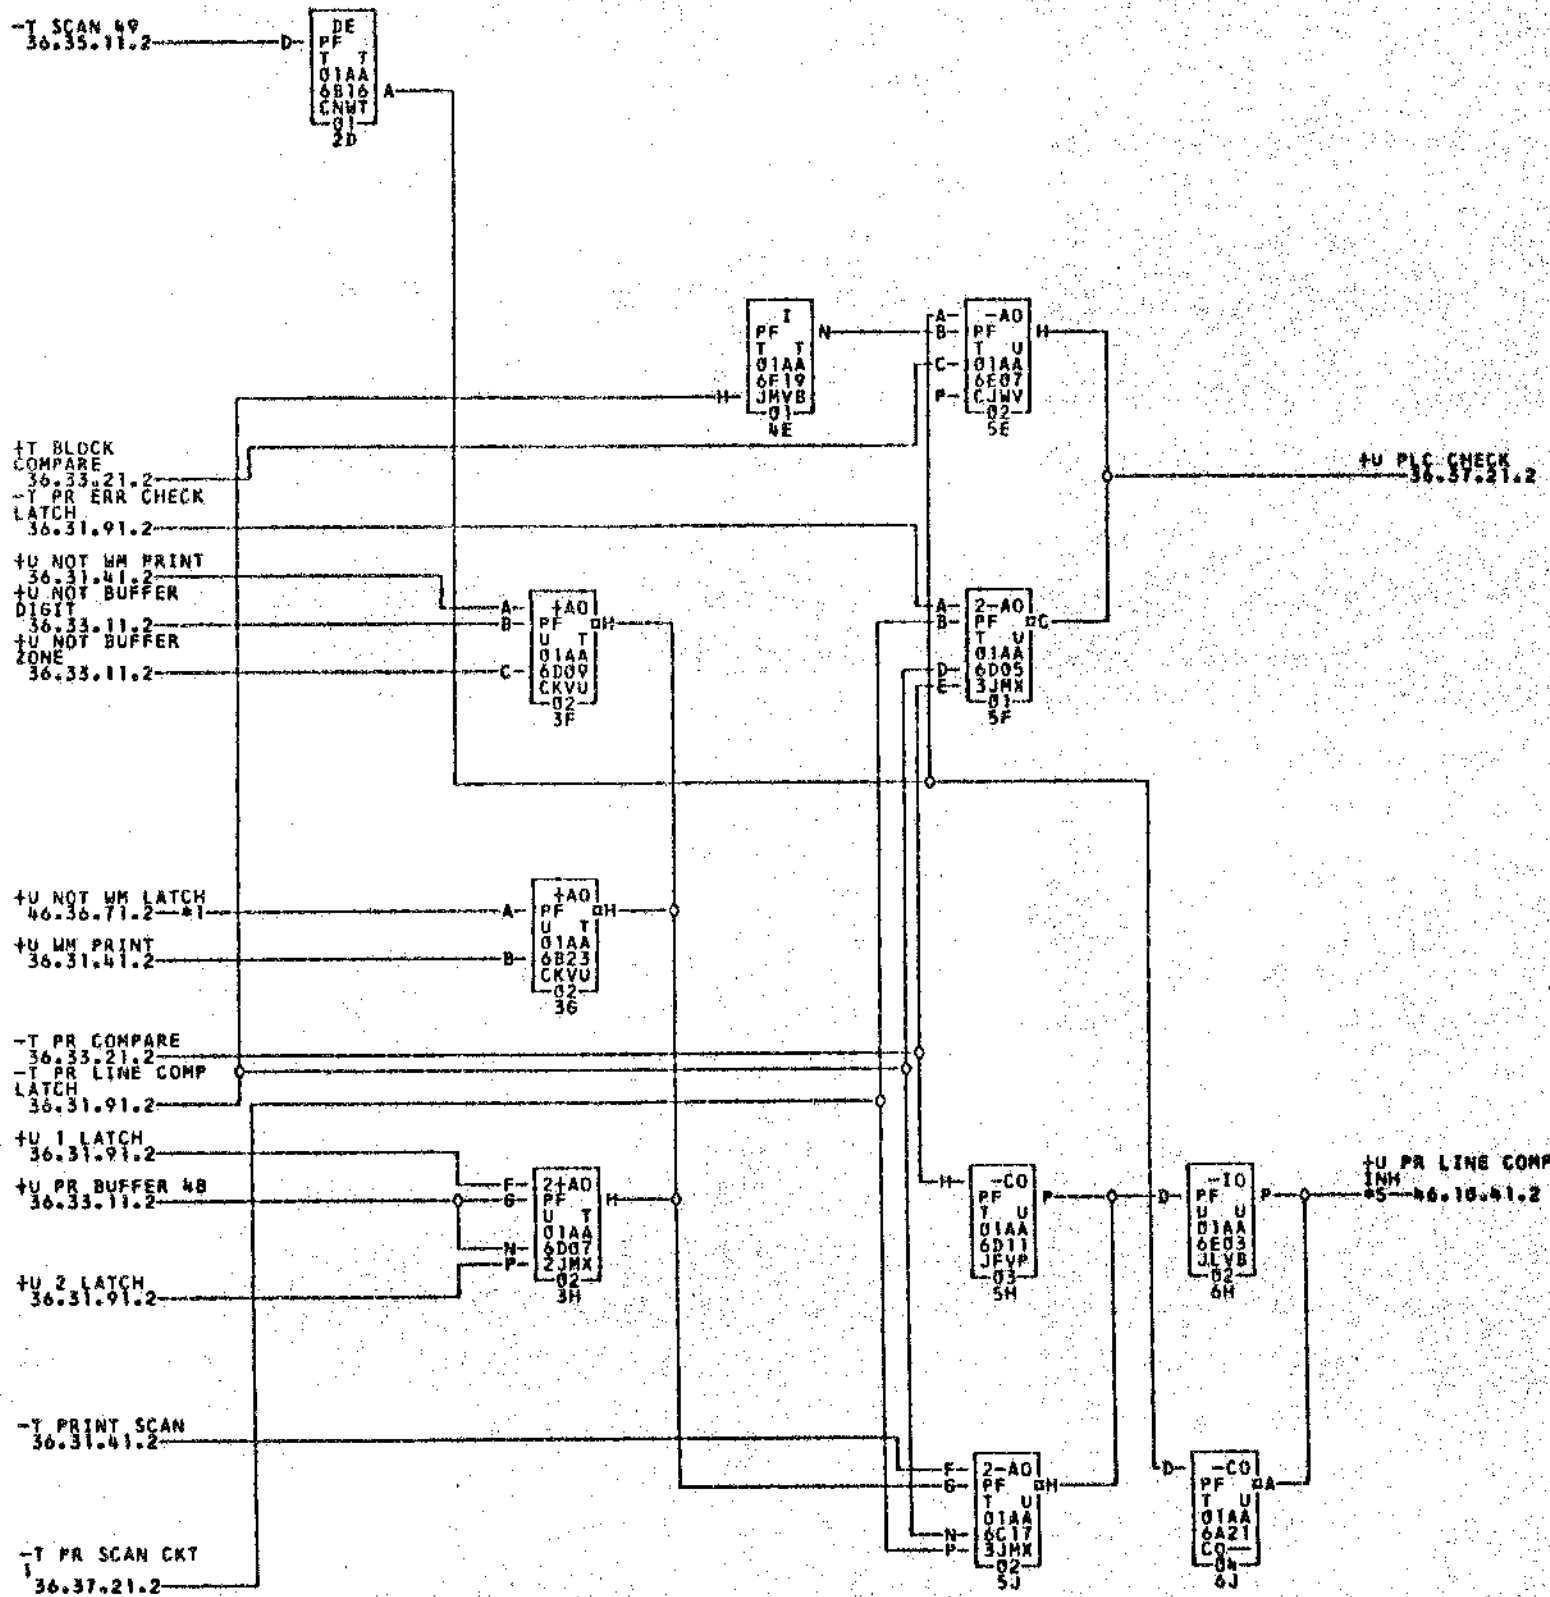 -T SCAN 49
36.35.11.2
D
DE
PF
T T
01AA
6B16
CNWT
01
2D
A
I
PF
T T
01AA
6F19
JMVB
01
4E
H
N
A
B
C
P
-AO
PF
T U
01AA
6E07
CJWV
02
5E
H
+T BLOCK
COMPARE
36.33.21.2
-T PR ERR CHECK
LATCH
36.31.91.2
+U PLC CHECK
36.37.21.2
+U NOT WM PRINT
36.31.41.2
+U NOT BUFFER
DIGIT
36.33.11.2
+U NOT BUFFER
ZONE
36.33.11.2
A
B
C
+AO
PF
U T
01AA
6D09
CKVU
02
3F
H
A
B
D
E
2-AO
PF
T U
01AA
6D05
3JMX
01
5F
C
+U NOT WM LATCH
46.36.71.2 *1
+U WM PRINT
36.31.41.2
A
B
+AO
PF
U T
01AA
6B23
CKVU
02
3G
H
-T PR COMPARE
36.33.21.2
-T PR LINE COMP
LATCH
36.31.91.2
+U 1 LATCH
36.31.91.2
+U PR BUFFER 48
36.33.11.2
+U 2 LATCH
36.31.91.2
F
G
N
P
2+AO
PF
U T
01AA
6D07
2JMX
02
3H
H
H
-CO
PF
T U
01AA
6D11
JFVP
03
5H
P
D
-IO
PF
U U
01AA
6E03
JLVB
02
6H
P
+U PR LINE COMP
INH
*5 46.10.41.2
-T PRINT SCAN
36.31.41.2
F
G
N
P
2-AO
PF
T U
01AA
6C17
3JMX
02
5J
H
D
-CO
PF
T U
01AA
6A21
CQ
04
6J
A
-T PR SCAN CKT
1
36.37.21.2